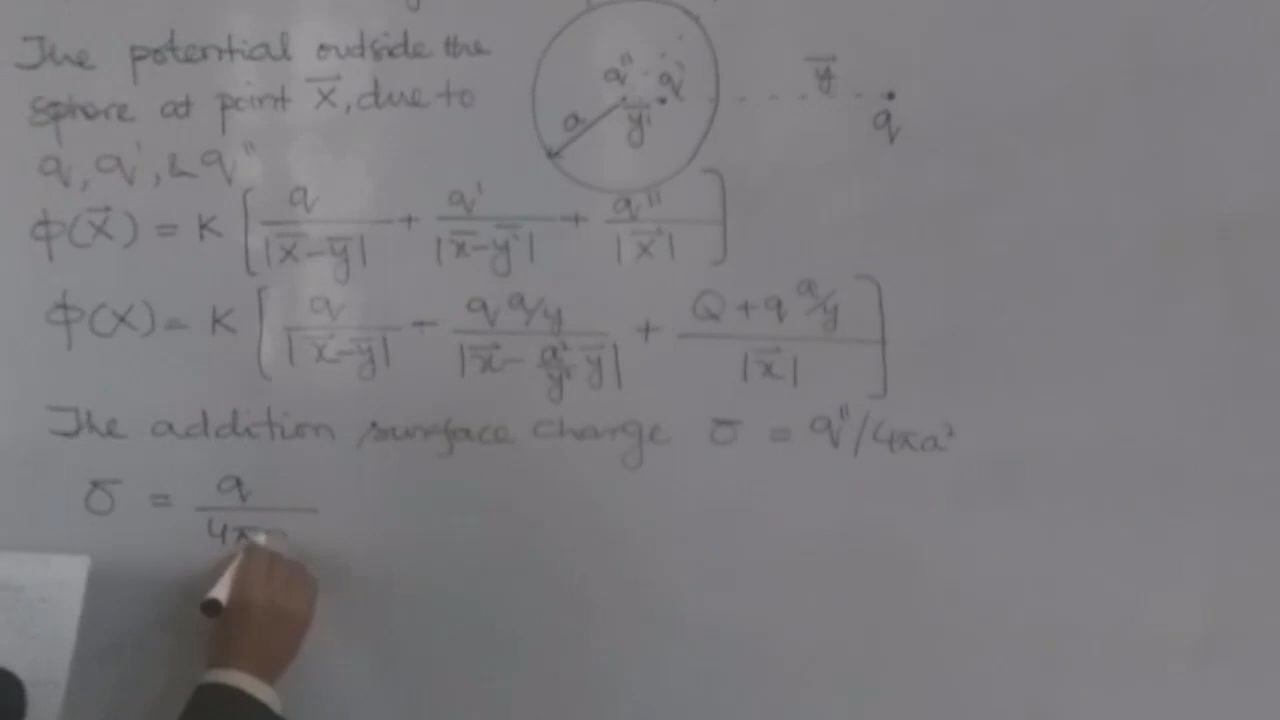 The potential outside the
sphere at point x⃗, due to
q, q', & q''
q'' q'
a y'
y⃗
q
Φ(x⃗) = K [ q / |x̄-ȳ| + q' / |x̄-ȳ'| + q'' / |x⃗| ]
Φ(x) = K [ q / |x⃗-ȳ| - q a/y / |x⃗ - a²/y² ȳ| + Q + q a/y / |x⃗| ]
The addition surface charge σ = q''/4πa²
σ = q / 4π